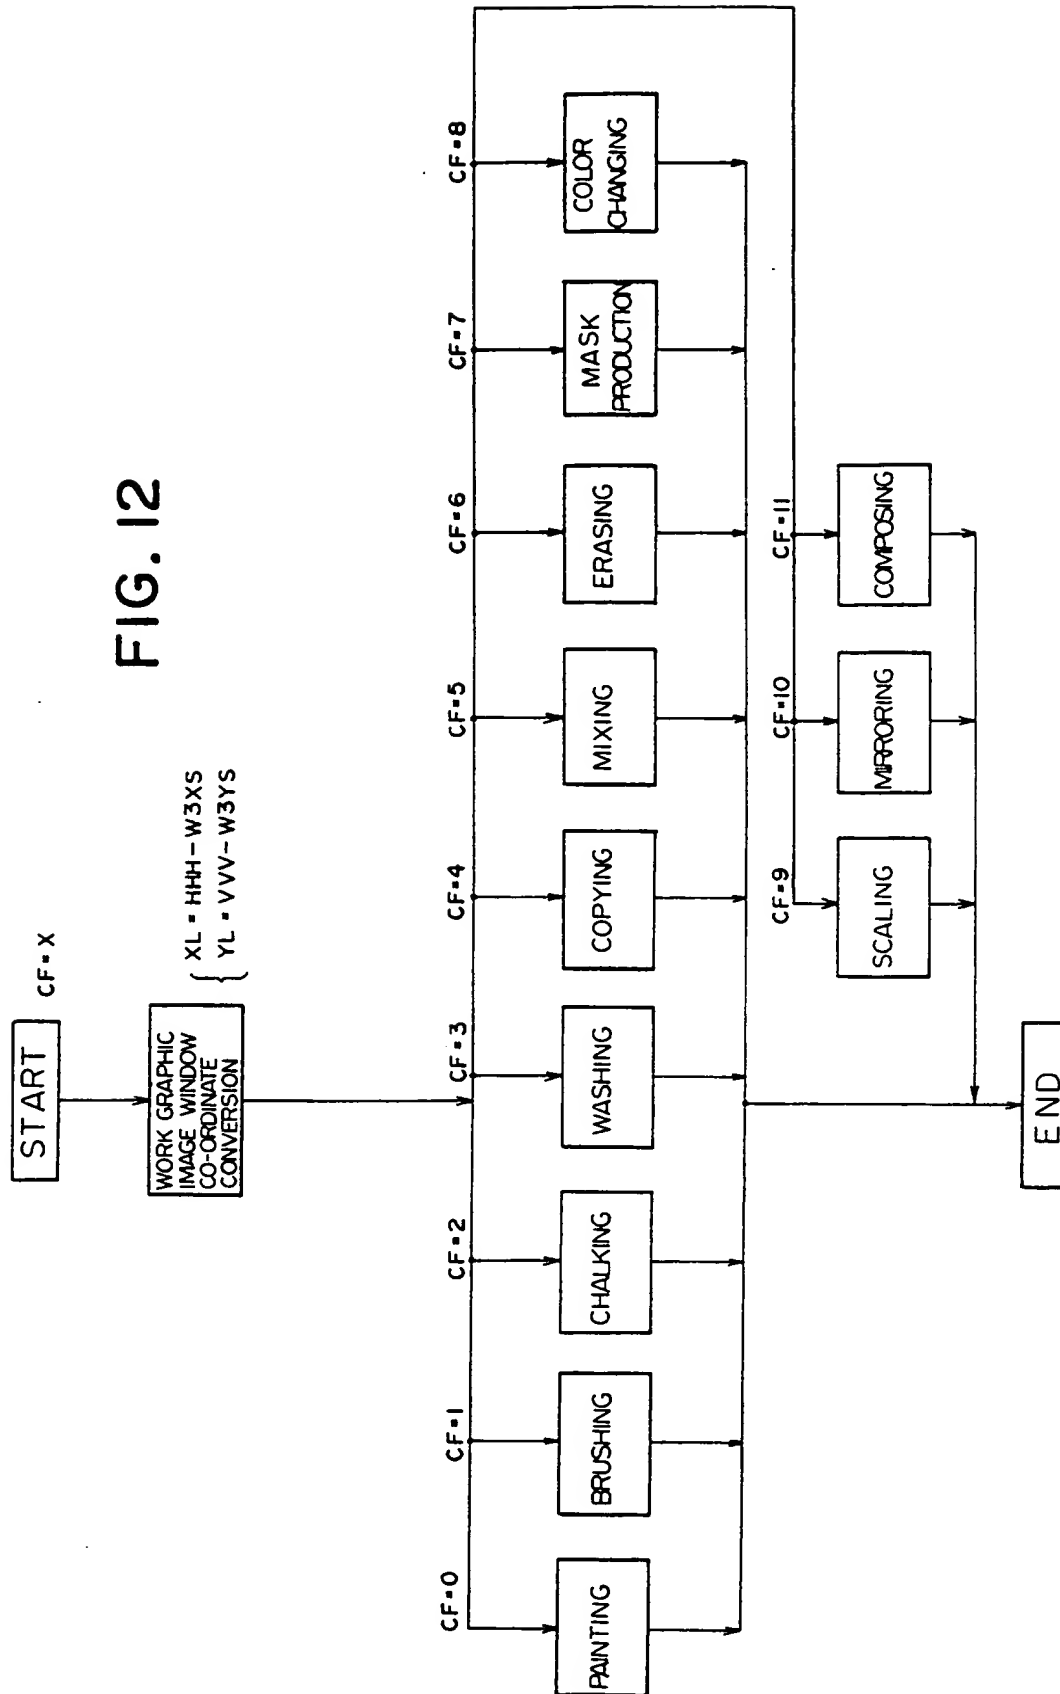 FIG. 12
START
CF=X
WORK GRAPHIC
IMAGE WINDOW
CO-ORDINATE
CONVERSION
XL = HHH-W3XS
YL = VVV-W3YS
CF=0
CF=1
CF=2
CF=3
CF=4
CF=5
CF=6
CF=7
CF=8
PAINTING
BRUSHING
CHALKING
WASHING
COPYING
MIXING
ERASING
MASK
PRODUCTION
COLOR
CHANGING
CF=9
CF=10
CF=11
SCALING
MIRRORING
COMPOSING
END